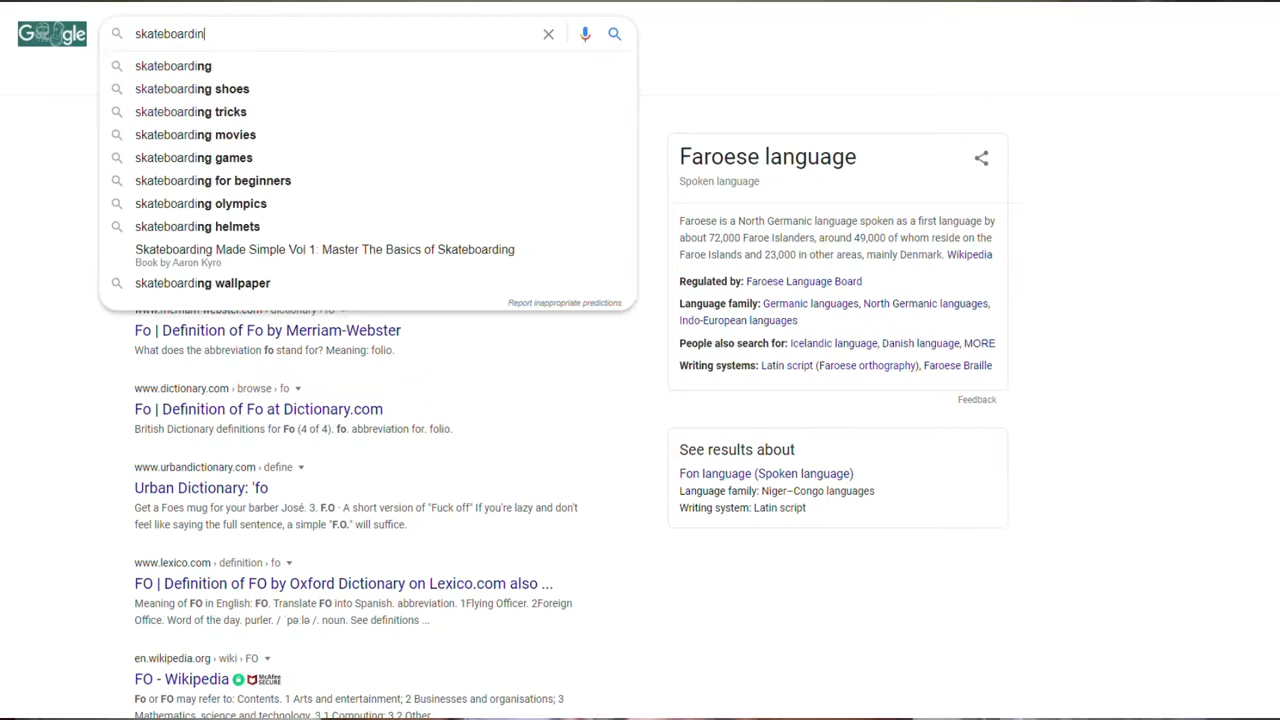 Google
skateboardin
skateboarding
skateboarding shoes
skateboarding tricks
skateboarding movies
skateboarding games
skateboarding for beginners
skateboarding olympics
skateboarding helmets
Skateboarding Made Simple Vol 1: Master The Basics of Skateboarding
Book by Aaron Kyro
skateboarding wallpaper
Report inappropriate predictions
www.merriam-webster.com › dictionary › fo
Fo | Definition of Fo by Merriam-Webster
What does the abbreviation fo stand for? Meaning: folio.
www.dictionary.com › browse › fo
Fo | Definition of Fo at Dictionary.com
British Dictionary definitions for Fo (4 of 4). fo. abbreviation for. folio.
www.urbandictionary.com › define
Urban Dictionary: 'fo
Get a Foes mug for your barber José. 3. F.O · A short version of "Fuck off" If you're lazy and don't
feel like saying the full sentence, a simple "F.O." will suffice.
www.lexico.com › definition › fo
FO | Definition of FO by Oxford Dictionary on Lexico.com also ...
Meaning of FO in English: FO. Translate FO into Spanish. abbreviation. 1Flying Officer. 2Foreign
Office. Word of the day. purler. / ˈpəːlə /. noun. See definitions ...
en.wikipedia.org › wiki › FO
FO - Wikipedia
McAfee
SECURE
Fo or FO may refer to: Contents. 1 Arts and entertainment; 2 Businesses and organisations; 3
Mathematics, science and technology. 3.1 Computing; 3.2 Other
Faroese language
Spoken language
Faroese is a North Germanic language spoken as a first language by
about 72,000 Faroe Islanders, around 49,000 of whom reside on the
Faroe Islands and 23,000 in other areas, mainly Denmark. Wikipedia
Regulated by: Faroese Language Board
Language family: Germanic languages, North Germanic languages,
Indo-European languages
People also search for: Icelandic language, Danish language, MORE
Writing systems: Latin script (Faroese orthography), Faroese Braille
Feedback
See results about
Fon language (Spoken language)
Language family: Niger–Congo languages
Writing system: Latin script